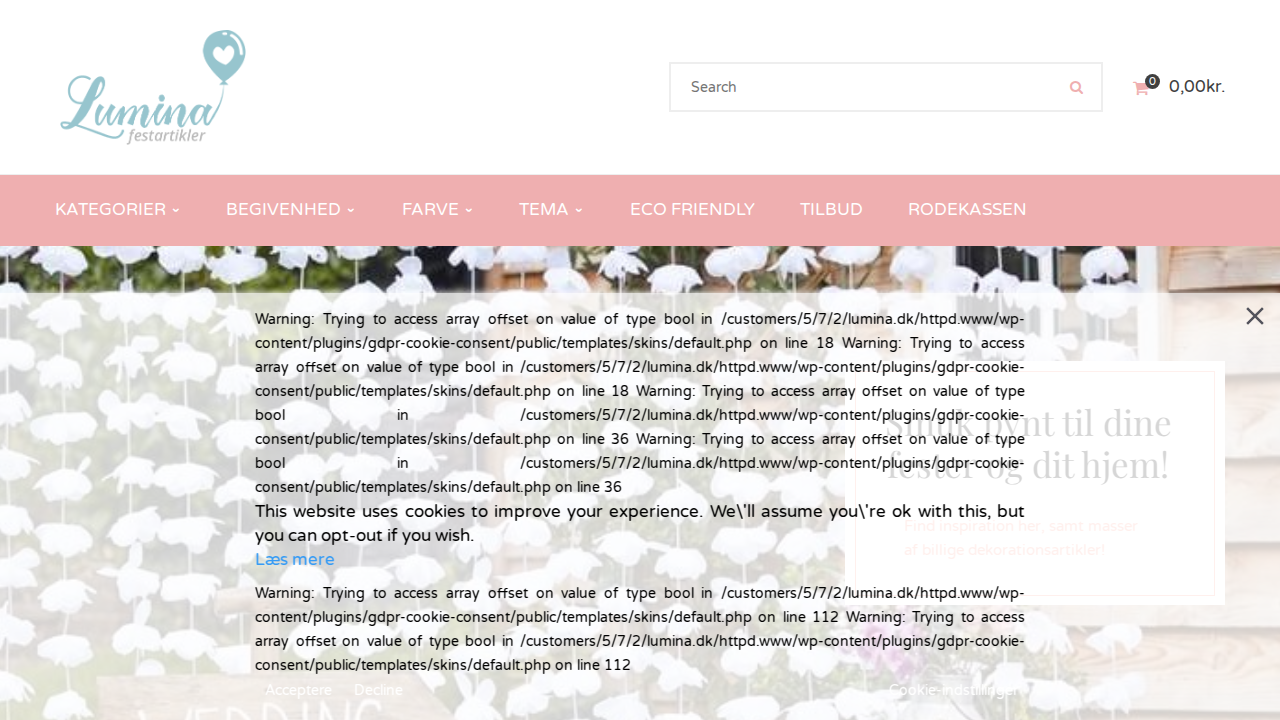 Lumina
festartikler
Search
0
0,00kr.
KATEGORIER
BEGIVENHED
FARVE
TEMA
ECO FRIENDLY
TILBUD
RODEKASSEN
Warning: Trying to access array offset on value of type bool in /customers/5/7/2/lumina.dk/httpd.www/wp-
content/plugins/gdpr-cookie-consent/public/templates/skins/default.php on line 18 Warning: Trying to access
array offset on value of type bool in /customers/5/7/2/lumina.dk/httpd.www/wp-content/plugins/gdpr-cookie-
consent/public/templates/skins/default.php on line 18 Warning: Trying to access array offset on value of type
bool in /customers/5/7/2/lumina.dk/httpd.www/wp-content/plugins/gdpr-cookie-
consent/public/templates/skins/default.php on line 36 Warning: Trying to access array offset on value of type
bool in /customers/5/7/2/lumina.dk/httpd.www/wp-content/plugins/gdpr-cookie-
consent/public/templates/skins/default.php on line 36
This website uses cookies to improve your experience. We\'ll assume you\'re ok with this, but
you can opt-out if you wish.
Læs mere
Warning: Trying to access array offset on value of type bool in /customers/5/7/2/lumina.dk/httpd.www/wp-
content/plugins/gdpr-cookie-consent/public/templates/skins/default.php on line 112 Warning: Trying to access
array offset on value of type bool in /customers/5/7/2/lumina.dk/httpd.www/wp-content/plugins/gdpr-cookie-
consent/public/templates/skins/default.php on line 112
Acceptere
Decline
Cookie-indstillinger
Smuk pynt til dine
fester og dit hjem!
Find inspiration her, samt masser
af billige dekorationsartikler!
WEDDING